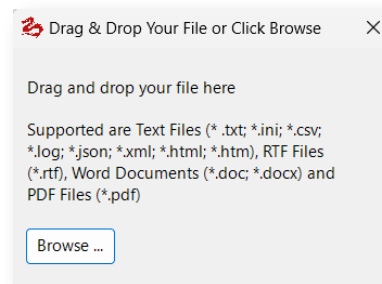 Drag & Drop Your File or Click Browse
Drag and drop your file here
Supported are Text Files (* .txt; *.ini; *.csv;
*.log; *.json; *.xml; *.html; *.htm), RTF Files
(*.rtf), Word Documents (*.doc; *.docx) and
PDF Files (*.pdf)
Browse ...